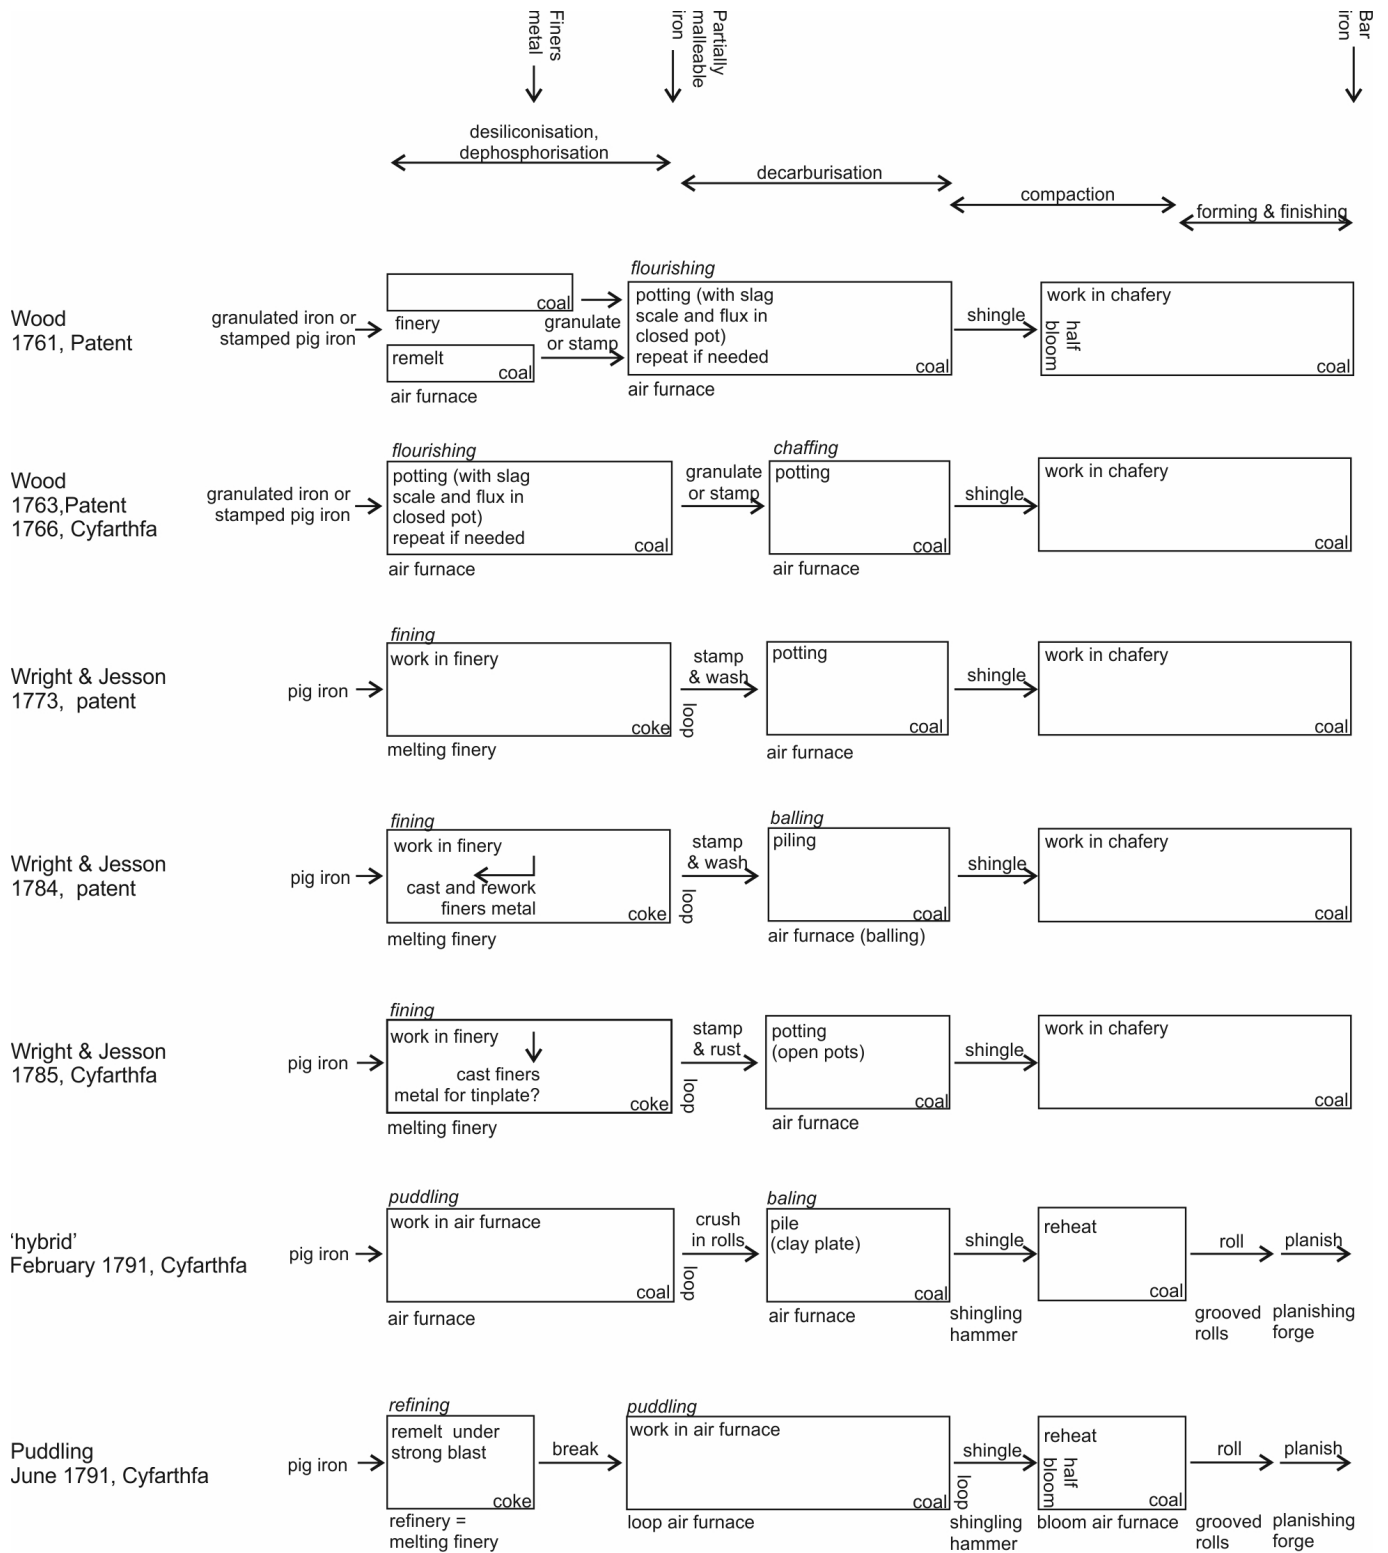 Finers
metal
Partially
malleable
iron
Bar
iron
desiliconisation,
dephosphorisation
decarburisation
compaction
forming & finishing
Wood
1761, Patent
granulated iron or
stamped pig iron
coal
finery
remelt
coal
air furnace
granulate
or stamp
flourishing
potting (with slag
scale and flux in
closed pot)
repeat if needed
coal
air furnace
shingle
work in chafery
half
bloom
coal
Wood
1763,Patent
1766, Cyfarthfa
granulated iron or
stamped pig iron
flourishing
potting (with slag
scale and flux in
closed pot)
repeat if needed
coal
air furnace
granulate
or stamp
chaffing
potting
coal
air furnace
shingle
work in chafery
coal
Wright & Jesson
1773, patent
pig iron
fining
work in finery
coke
melting finery
stamp
& wash
loop
potting
coal
air furnace
shingle
work in chafery
coal
Wright & Jesson
1784, patent
pig iron
fining
work in finery
cast and rework
finers metal
coke
melting finery
stamp
& wash
loop
balling
piling
coal
air furnace (balling)
shingle
work in chafery
coal
Wright & Jesson
1785, Cyfarthfa
pig iron
fining
work in finery
cast finers
metal for tinplate?
coke
melting finery
stamp
& rust
loop
potting
(open pots)
coal
air furnace
shingle
work in chafery
coal
‘hybrid’
February 1791, Cyfarthfa
pig iron
puddling
work in air furnace
coal
air furnace
crush
in rolls
loop
baling
pile
(clay plate)
coal
air furnace
shingle
shingling
hammer
reheat
coal
roll
grooved
rolls
planish
planishing
forge
Puddling
June 1791, Cyfarthfa
pig iron
refining
remelt under
strong blast
coke
refinery =
melting finery
break
puddling
work in air furnace
coal
loop air furnace
shingle
loop
shingling
hammer
reheat
half
bloom
coal
bloom air furnace
roll
grooved
rolls
planish
planishing
forge